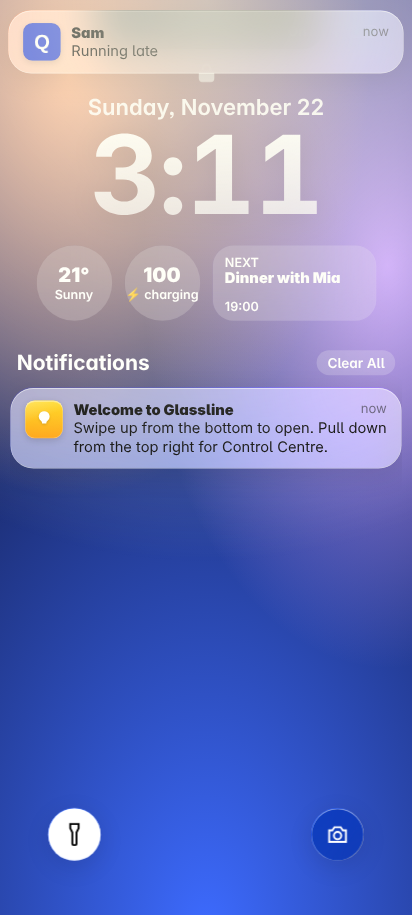 Q
Sam
now
Running late
Sunday, November 22
3:11
21°
Sunny
100
⚡ charging
NEXT
Dinner with Mia
19:00
Notifications
Clear All
Welcome to Glassline
now
Swipe up from the bottom to open. Pull down
from the top right for Control Centre.